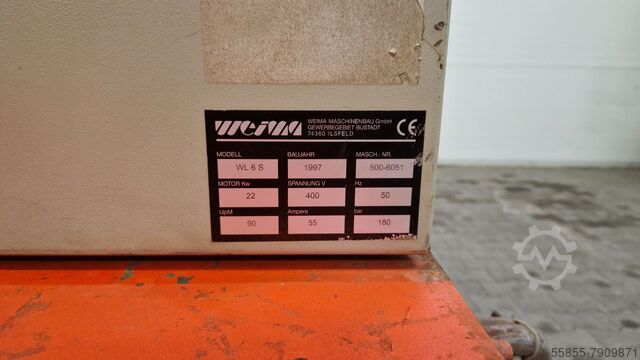 WEIMA
WEIMA MASCHINENBAU GmbH
GEWERBEGEBIET BUSTADT
74360 ILSFELD
CE
MODELL BAUJAHR MASCH.- NR.
WL 6 S 1997 500-6051
MOTOR Kw SPANNUNG V Hz
22 400 50
UpM Ampere bar
90 55 180
55855-7909871